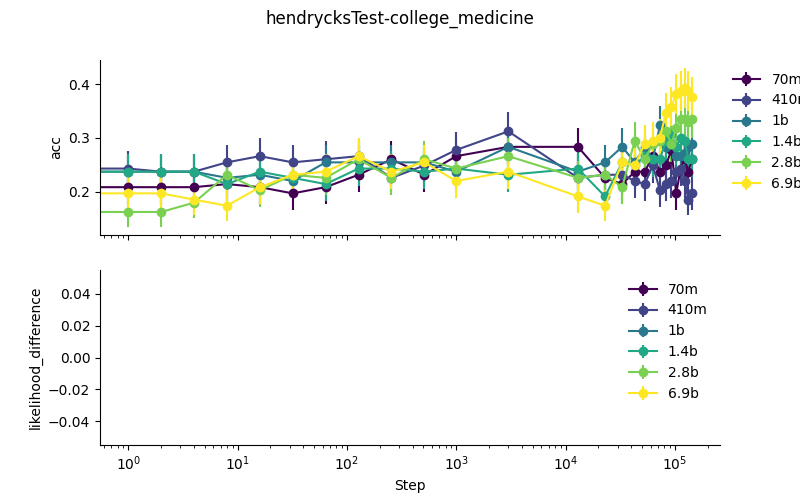 hendrycksTest-college_medicine
acc
0.4
0.3
0.2
70m
410m
1b
1.4b
2.8b
6.9b
likelihood_difference
0.04
0.02
0.00
−0.02
−0.04
70m
410m
1b
1.4b
2.8b
6.9b
10⁰ 10¹ 10² 10³ 10⁴ 10⁵
Step